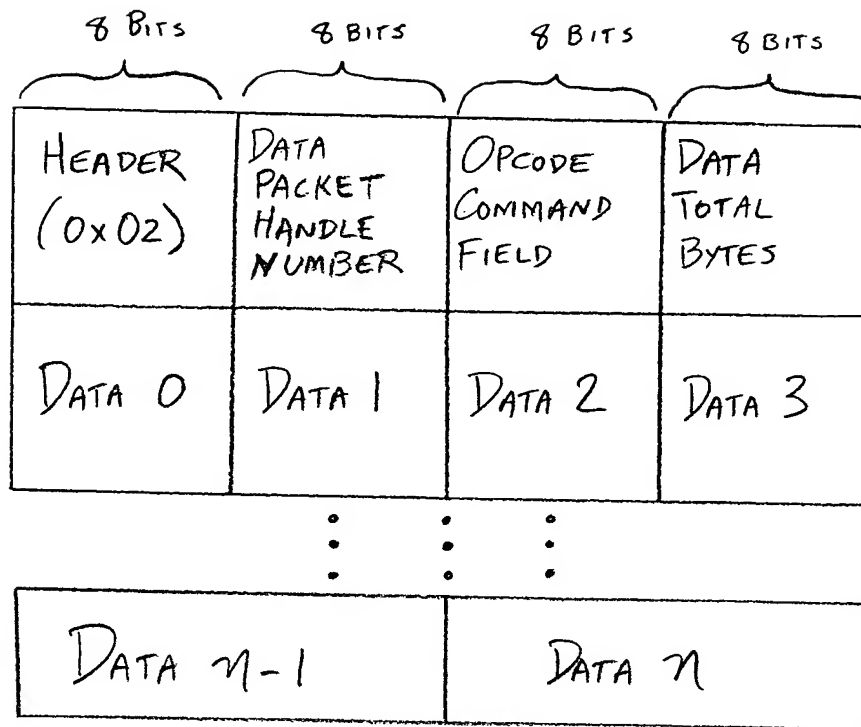 8 BITS 8 BITS 8 BITS 8 BITS
HEADER
(0x02)
DATA
PACKET
HANDLE
NUMBER
OPCODE
COMMAND
FIELD
DATA
TOTAL
BYTES
DATA 0 DATA 1 DATA 2 DATA 3
DATA n-1 DATA n